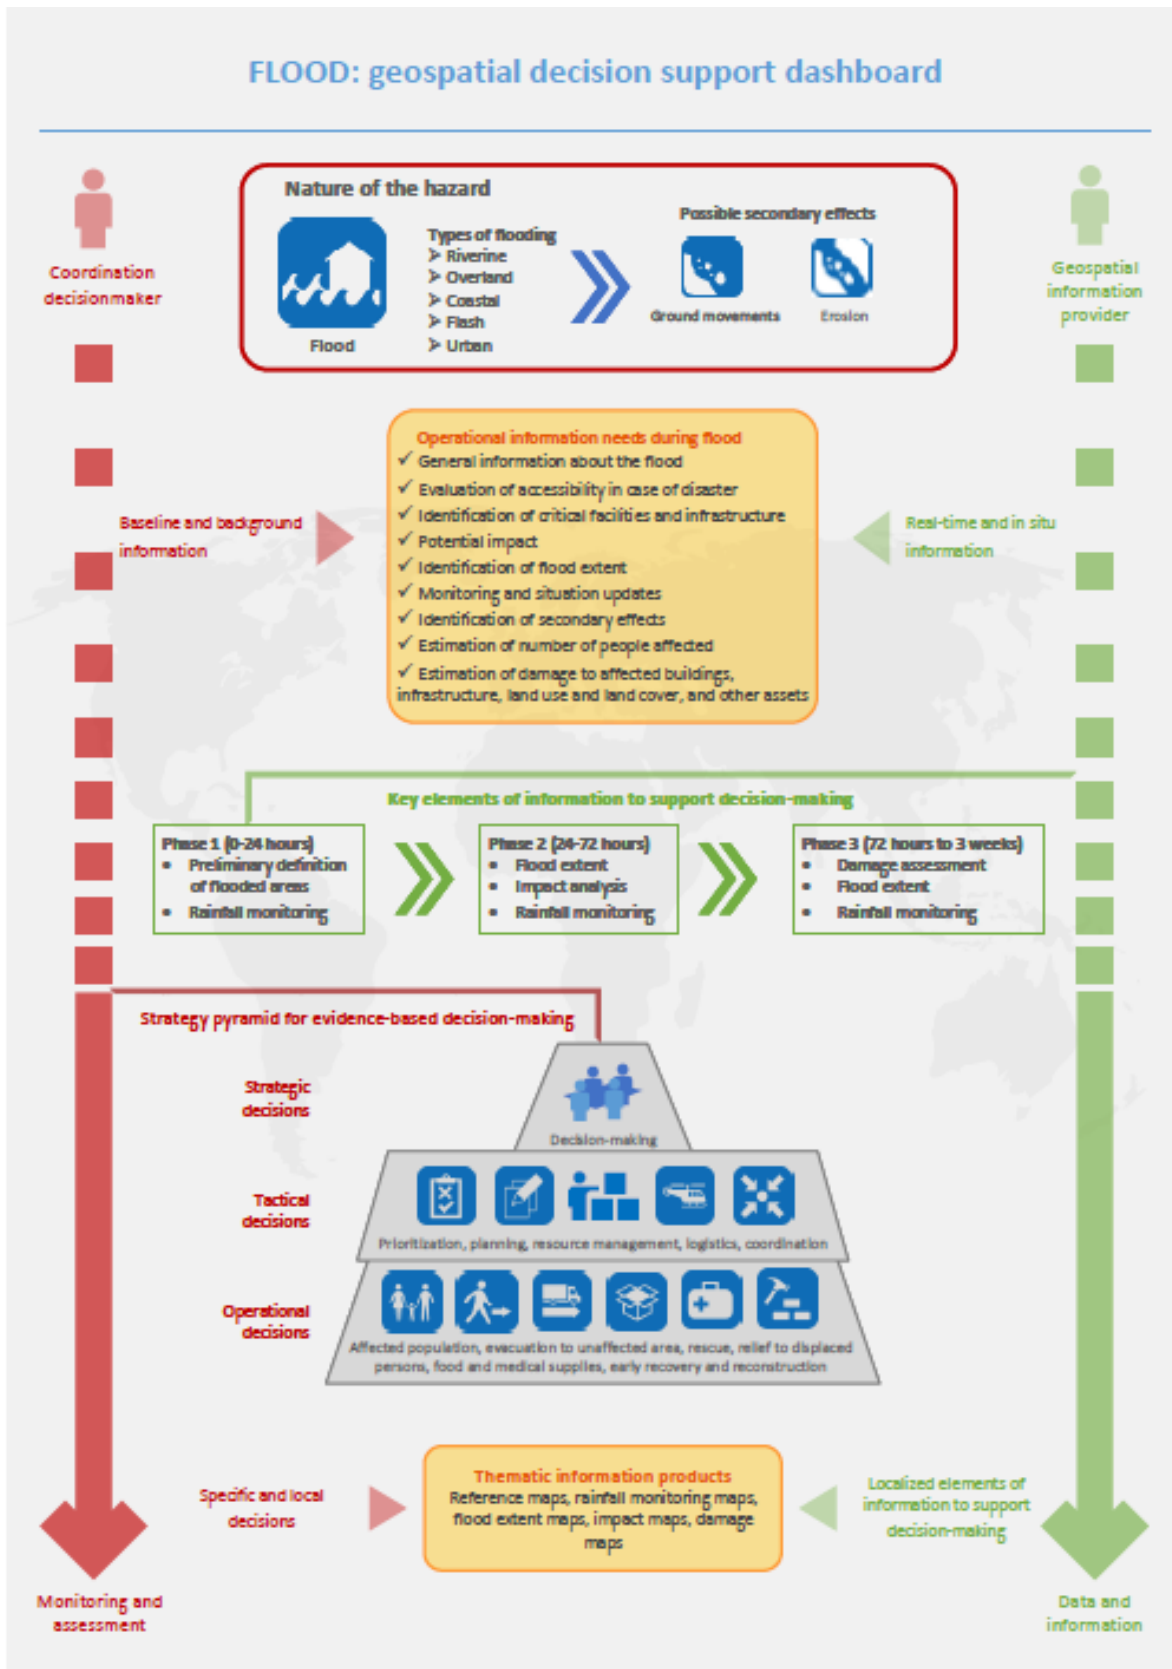 FLOOD: geospatial decision support dashboard
Coordination
decisionmaker
Nature of the hazard
Flood
Types of flooding
➢ Riverine
➢ Overland
➢ Coastal
➢ Flash
➢ Urban
Possible secondary effects
Ground movements
Erosion
Geospatial
information
provider
Operational information needs during flood
✓ General information about the flood
✓ Evaluation of accessibility in case of disaster
✓ Identification of critical facilities and infrastructure
✓ Potential impact
✓ Identification of flood extent
✓ Monitoring and situation updates
✓ Identification of secondary effects
✓ Estimation of number of people affected
✓ Estimation of damage to affected buildings,
infrastructure, land use and land cover, and other assets
Baseline and background
information
Real-time and in situ
information
Key elements of information to support decision-making
Phase 1 (0-24 hours)
• Preliminary definition
of flooded areas
• Rainfall monitoring
Phase 2 (24-72 hours)
• Flood extent
• Impact analysis
• Rainfall monitoring
Phase 3 (72 hours to 3 weeks)
• Damage assessment
• Flood extent
• Rainfall monitoring
Strategy pyramid for evidence-based decision-making
Strategic
decisions
Decision-making
Tactical
decisions
Prioritization, planning, resource management, logistics, coordination
Operational
decisions
Affected population, evacuation to unaffected area, rescue, relief to displaced
persons, food and medical supplies, early recovery and reconstruction
Specific and local
decisions
Thematic information products
Reference maps, rainfall monitoring maps,
flood extent maps, impact maps, damage
maps
Localized elements of
information to support
decision-making
Monitoring and
assessment
Data and
information